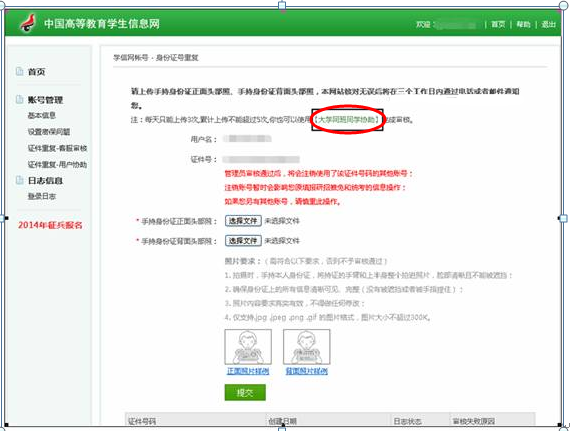 中国高等教育学生信息网
欢迎： | 首页 | 帮助 | 退出
学信网帐号 - 身份证号重复
首页
帐号管理
基本信息
设置密保问题
证件重复-客服审核
证件重复-用户协助
日志信息
登录日志
2014年征兵报名
请上传手持身份证正面头部照、手持身份证背面头部照，本网站核对无误后将在三个工作日内通过电话或者邮件通知
您。
注：每天只能上传3次,累计上传不能超过5次.你也可以使用【大学同班同学协助】完成审核。
用户名：
证件号：
管理员审核通过后，将会注销使用了该证件号码的其他账号；
注销账号暂时会影响您原填报研招兼免和统考的信息操作；
如果您另有其他账号，请慎重此操作。
* 手持身份证正面头部照： 选择文件 未选择文件
* 手持身份证背面头部照： 选择文件 未选择文件
照片要求：（需符合以下要求，否则不予审核通过）
1. 拍照时，手持本人身份证，将持证的手臂和上半身整个拍进照片，脸部清晰且不能被遮挡；
2. 确保身份证上的所有信息清晰可见、完整（没有被遮挡或者被手指捏住）；
3. 照片内容要求真实有效，不得做任何修改；
4. 仅支持.jpg .jpeg .png .gif 的图片格式，图片大小不超过300K。
正面照片样例 背面照片样例
提交
证件号码 创建日期 日志状态 审核失败原因